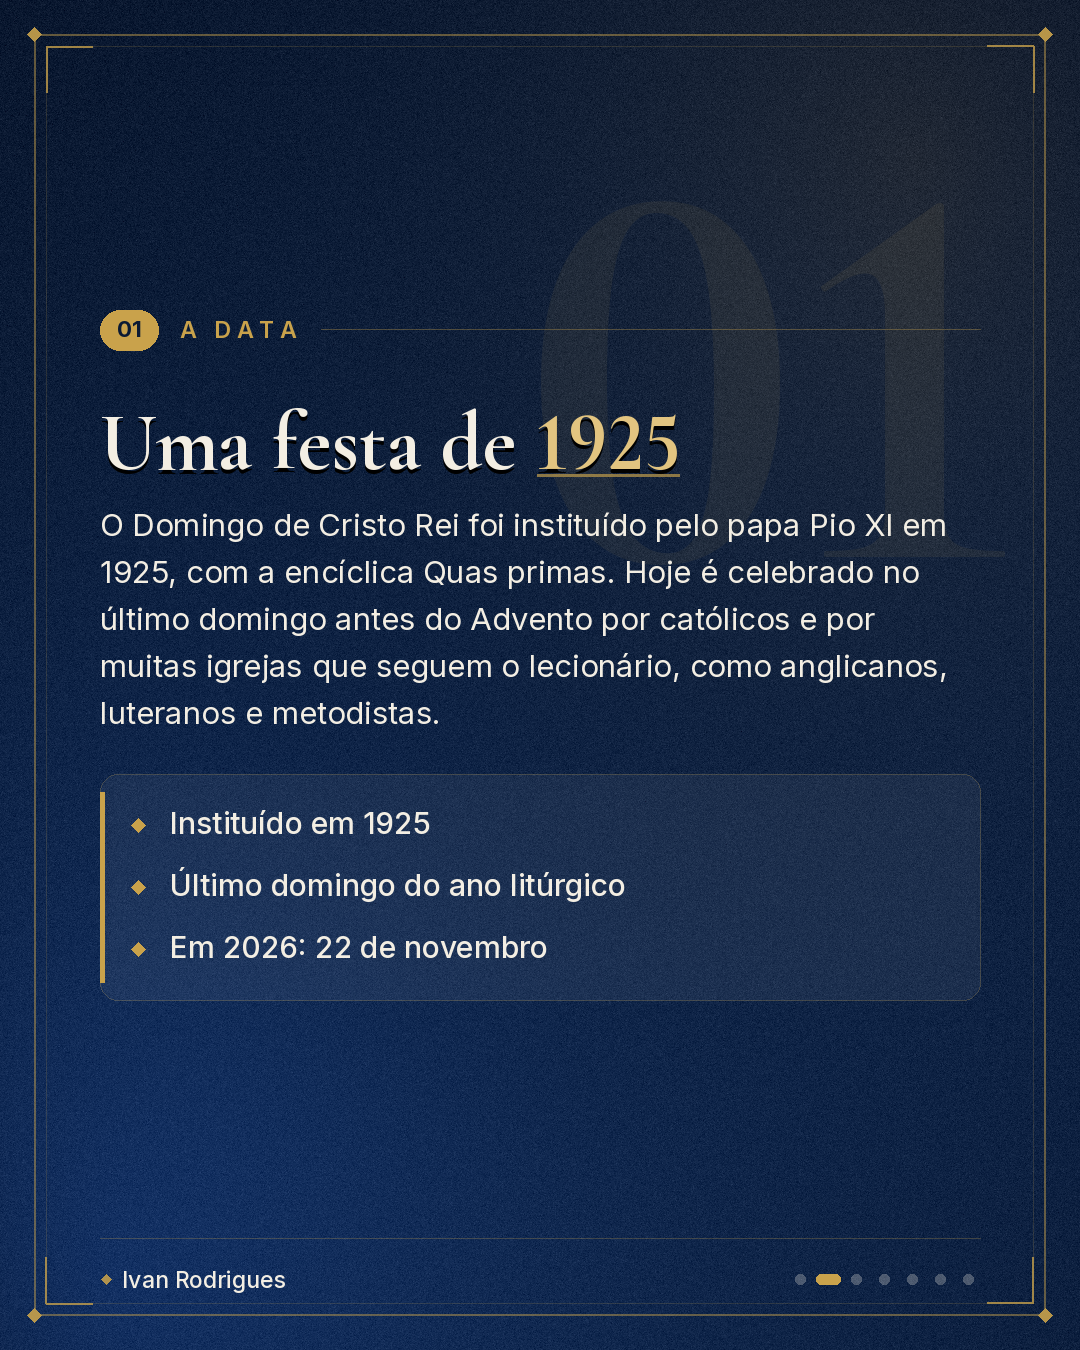 01
01 A DATA
Uma festa de 1925
O Domingo de Cristo Rei foi instituído pelo papa Pio XI em
1925, com a encíclica Quas primas. Hoje é celebrado no
último domingo antes do Advento por católicos e por
muitas igrejas que seguem o lecionário, como anglicanos,
luteranos e metodistas.
Instituído em 1925
Último domingo do ano litúrgico
Em 2026: 22 de novembro
Ivan Rodrigues